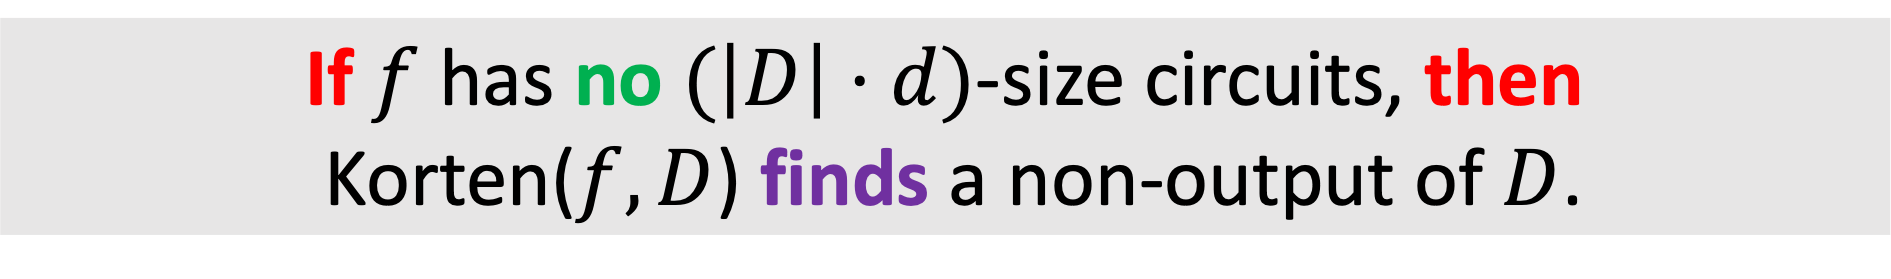 If 𝑓 has no (|𝐷| ⋅ 𝑑)-size circuits, then
Korten(𝑓, 𝐷) finds a non-output of 𝐷.